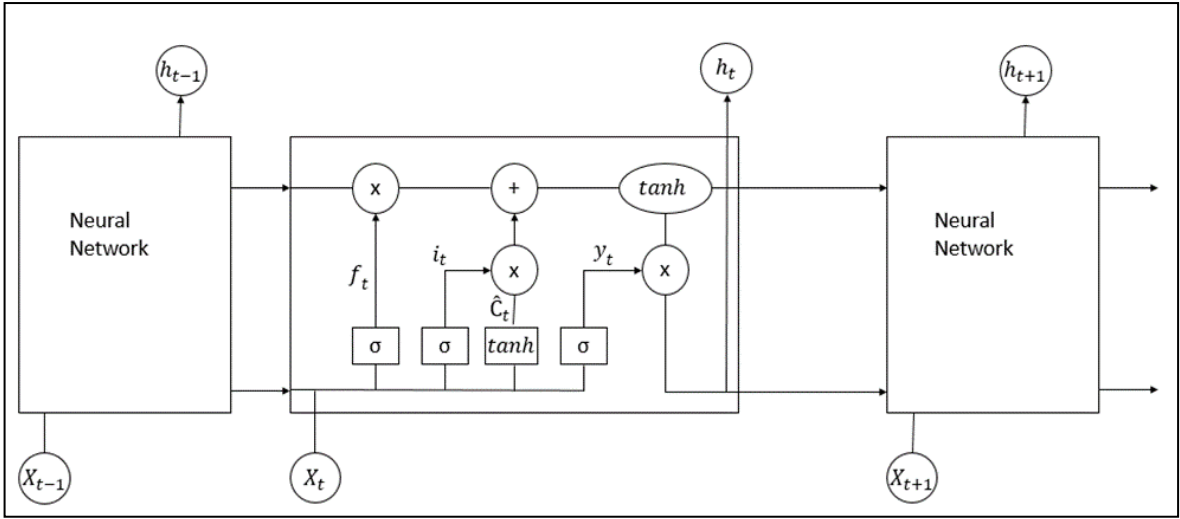 h_{t−1}
h_t
h_{t+1}
x
+
tanh
Neural
Network
f_t
i_t
x
Ĉ_t
y_t
x
Neural
Network
σ
σ
tanh
σ
X_{t−1}
X_t
X_{t+1}